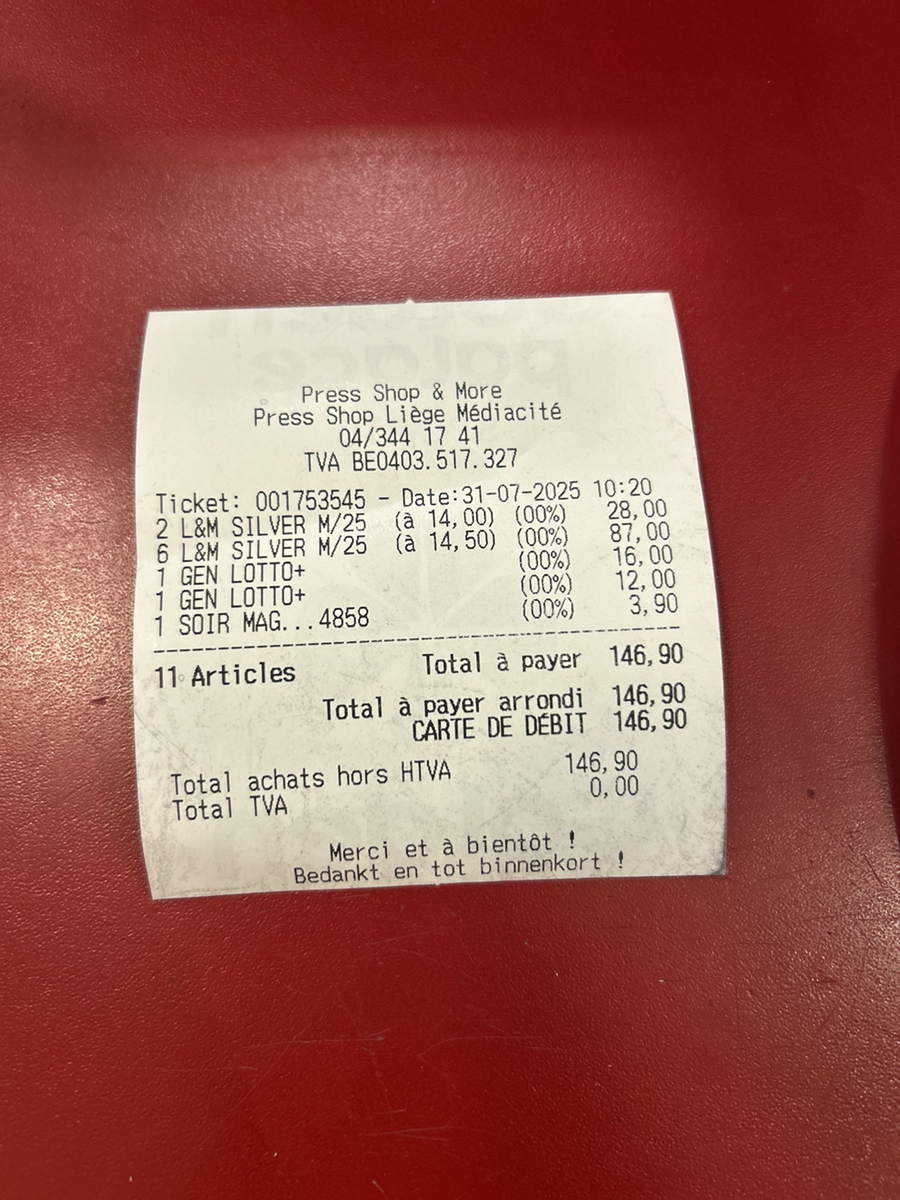 Press Shop & More
Press Shop Liège Médiacité
04/344 17 41
TVA BE0403.517.327
Ticket: 001753545 - Date:31-07-2025 10:20
2 L&M SILVER M/25 (à 14,00) (00%) 28,00
6 L&M SILVER M/25 (à 14,50) (00%) 87,00
1 GEN LOTTO+ (00%) 16,00
1 GEN LOTTO+ (00%) 12,00
1 SOIR MAG...4858 (00%) 3,90
11 Articles Total à payer 146,90
Total à payer arrondi 146,90
CARTE DE DÉBIT 146,90
Total achats hors HTVA 146,90
Total TVA 0,00
Merci et à bientôt !
Bedankt en tot binnenkort !